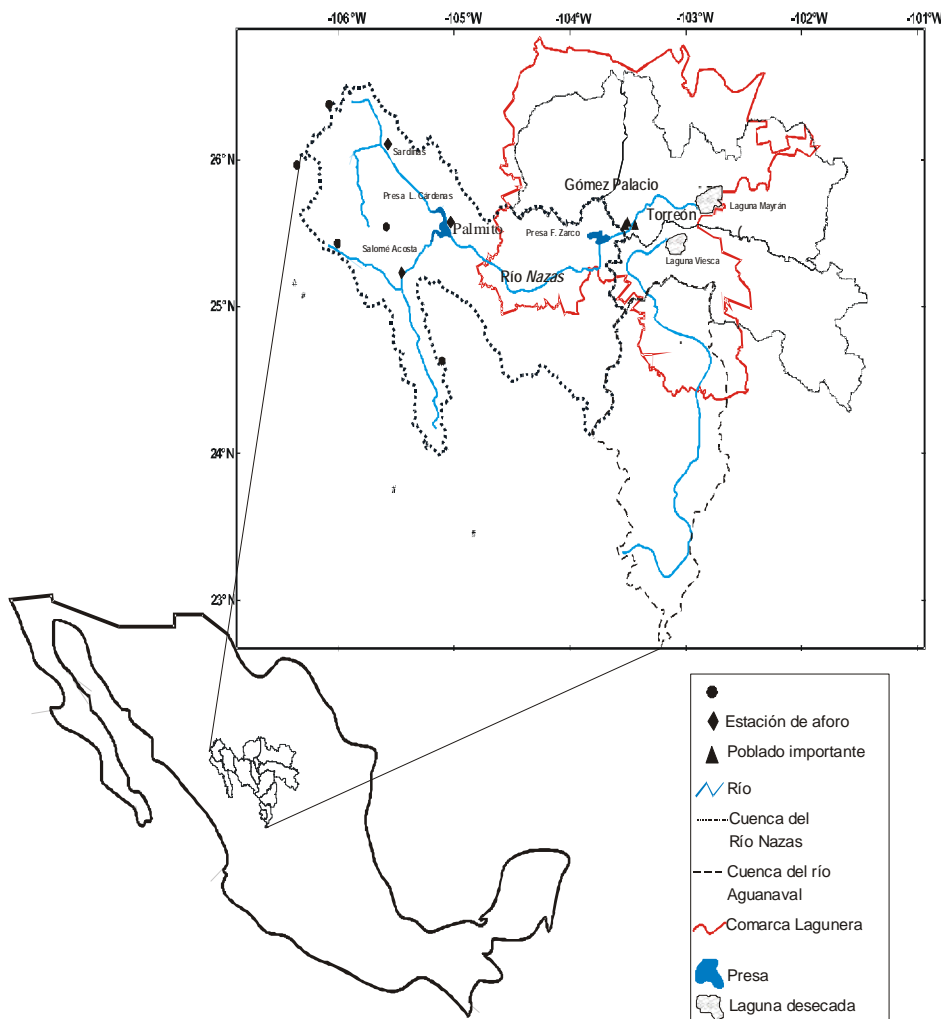 -106°W
-105°W
-104°W
-103°W
-102°W
-101°W
26°N
25°N
24°N
23°N
Sardinas
Presa L. Cárdenas
Palmito
Salomé Acosta
Gómez Palacio
Presa F. Zarco
Torreón
Laguna Mayrán
Laguna Viesca
Río Nazas
Estación de aforo
Poblado importante
Río
Cuenca del
Río Nazas
Cuenca del río
Aguanaval
Comarca Lagunera
Presa
Laguna desecada